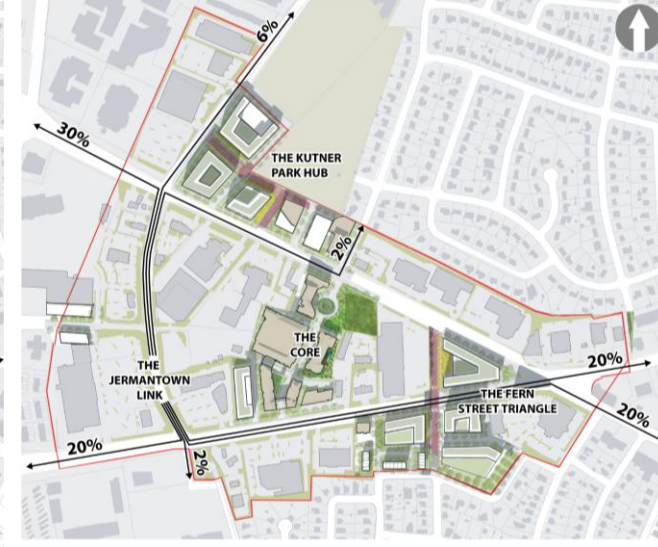 6%
30%
THE KUTNER
PARK HUB
2%
THE
CORE
THE
JERMANTOWN
LINK
20%
THE FERN
STREET TRIANGLE
20%
20%
2%